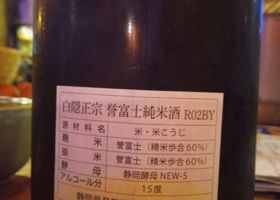 白隠正宗 誉富士純米酒 R02BY
原材料名 米・米こうじ
麹米 誉富士(精米歩合60%)
掛米 誉富士(精米歩合60%)
酵母 静岡酵母 NEW-5
アルコール分 15度